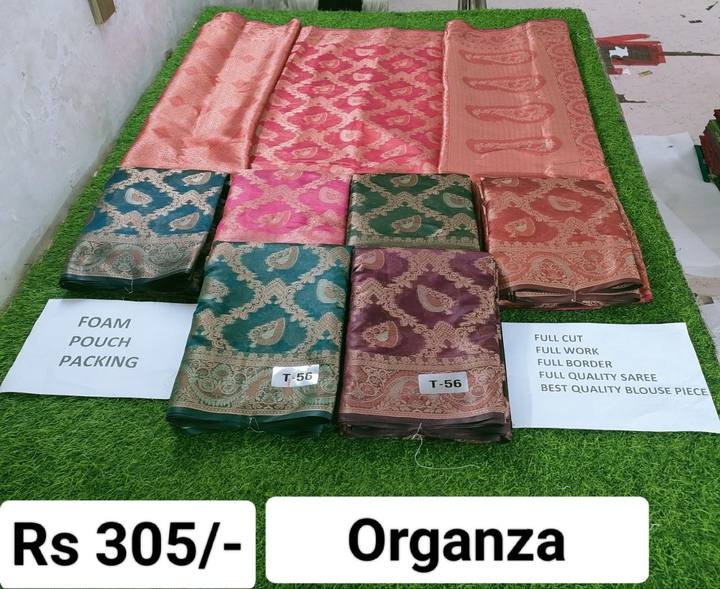 FOAM
POUCH
PACKING
FULL CUT
FULL WORK
FULL BORDER
FULL QUALITY SAREE
BEST QUALITY BLOUSE PIECE
T-56
T-56
Rs 305/-
Organza